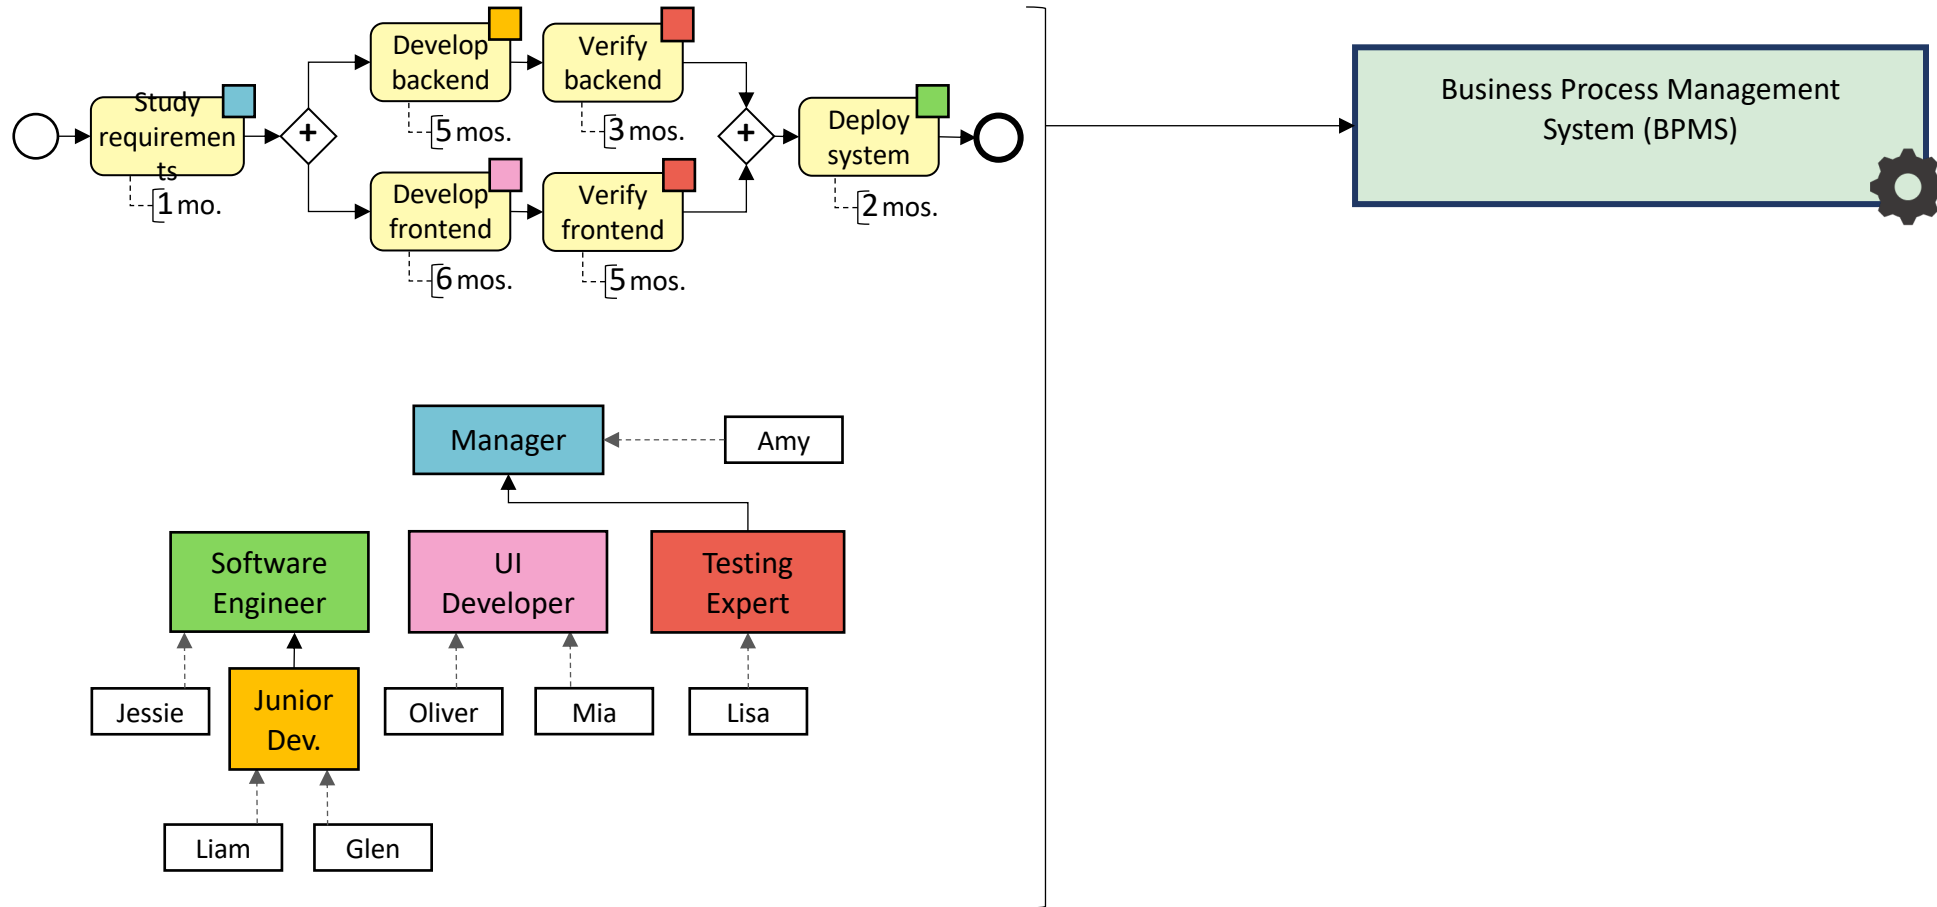 Develop
backend
5 mos.
Verify
backend
3 mos.
Study
requiremen
ts
1 mo.
+
Develop
frontend
6 mos.
Verify
frontend
5 mos.
+
Deploy
system
2 mos.
Business Process Management
System (BPMS)
Manager
Amy
Software
Engineer
UI
Developer
Testing
Expert
Jessie
Junior
Dev.
Oliver
Mia
Lisa
Liam
Glen